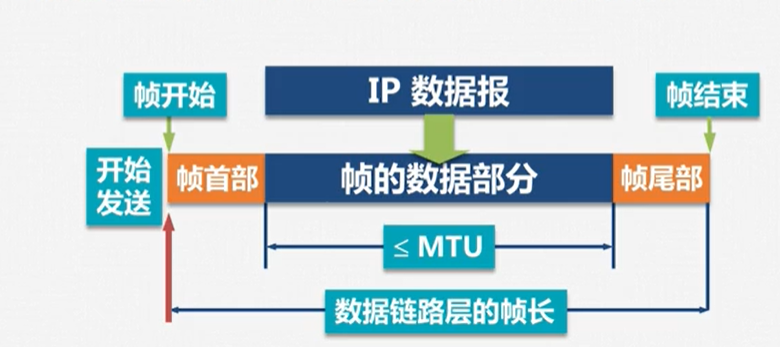 IP 数据报
帧开始
帧结束
开始
发送
帧首部
帧的数据部分
帧尾部
≤ MTU
数据链路层的帧长